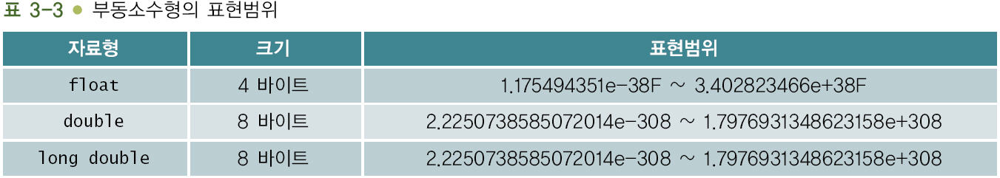 표 3-3 ● 부동소수형의 표현범위
자료형 크기 표현범위
float 4 바이트 1.175494351e-38F ~ 3.402823466e+38F
double 8 바이트 2.2250738585072014e-308 ~ 1.7976931348623158e+308
long double 8 바이트 2.2250738585072014e-308 ~ 1.7976931348623158e+308